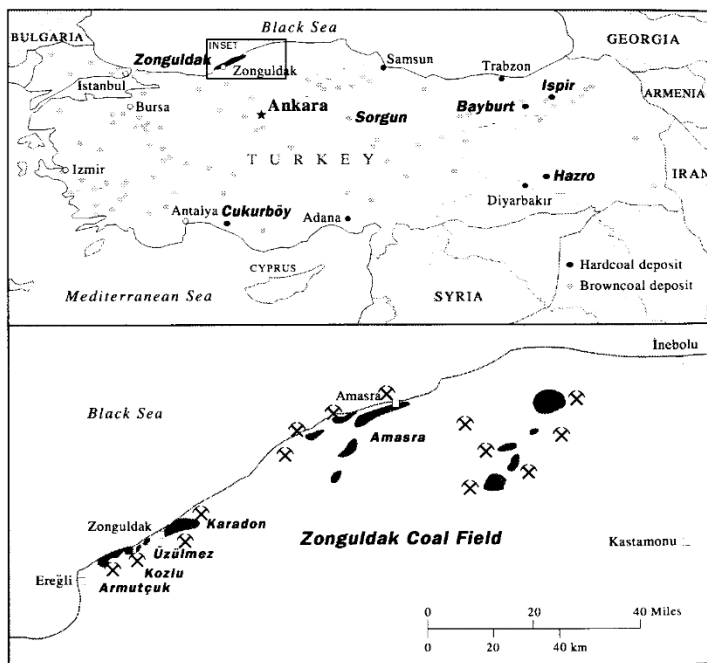 Black Sea
BULGARIA
INSET
GEORGIA
Zonguldak
Zonguldak
Samsun
Trabzon
Istanbul
Ispir
ARMENIA
Bursa
Ankara
Sorgun
Bayburt
TURKEY
Izmir
Hazro
IRAN
Diyarbakır
Antalya
Cukurböy
Adana
CYPRUS
Hardcoal deposit
Mediterranean Sea
SYRIA
Browncoal deposit
İnebolu
Black Sea
Amasra
Amasra
Zonguldak
Karadon
Zonguldak Coal Field
Üzülmez
Kastamonu
Kozlu
Ereğli
Armutçuk
0 20 40 Miles
0 20 40 km